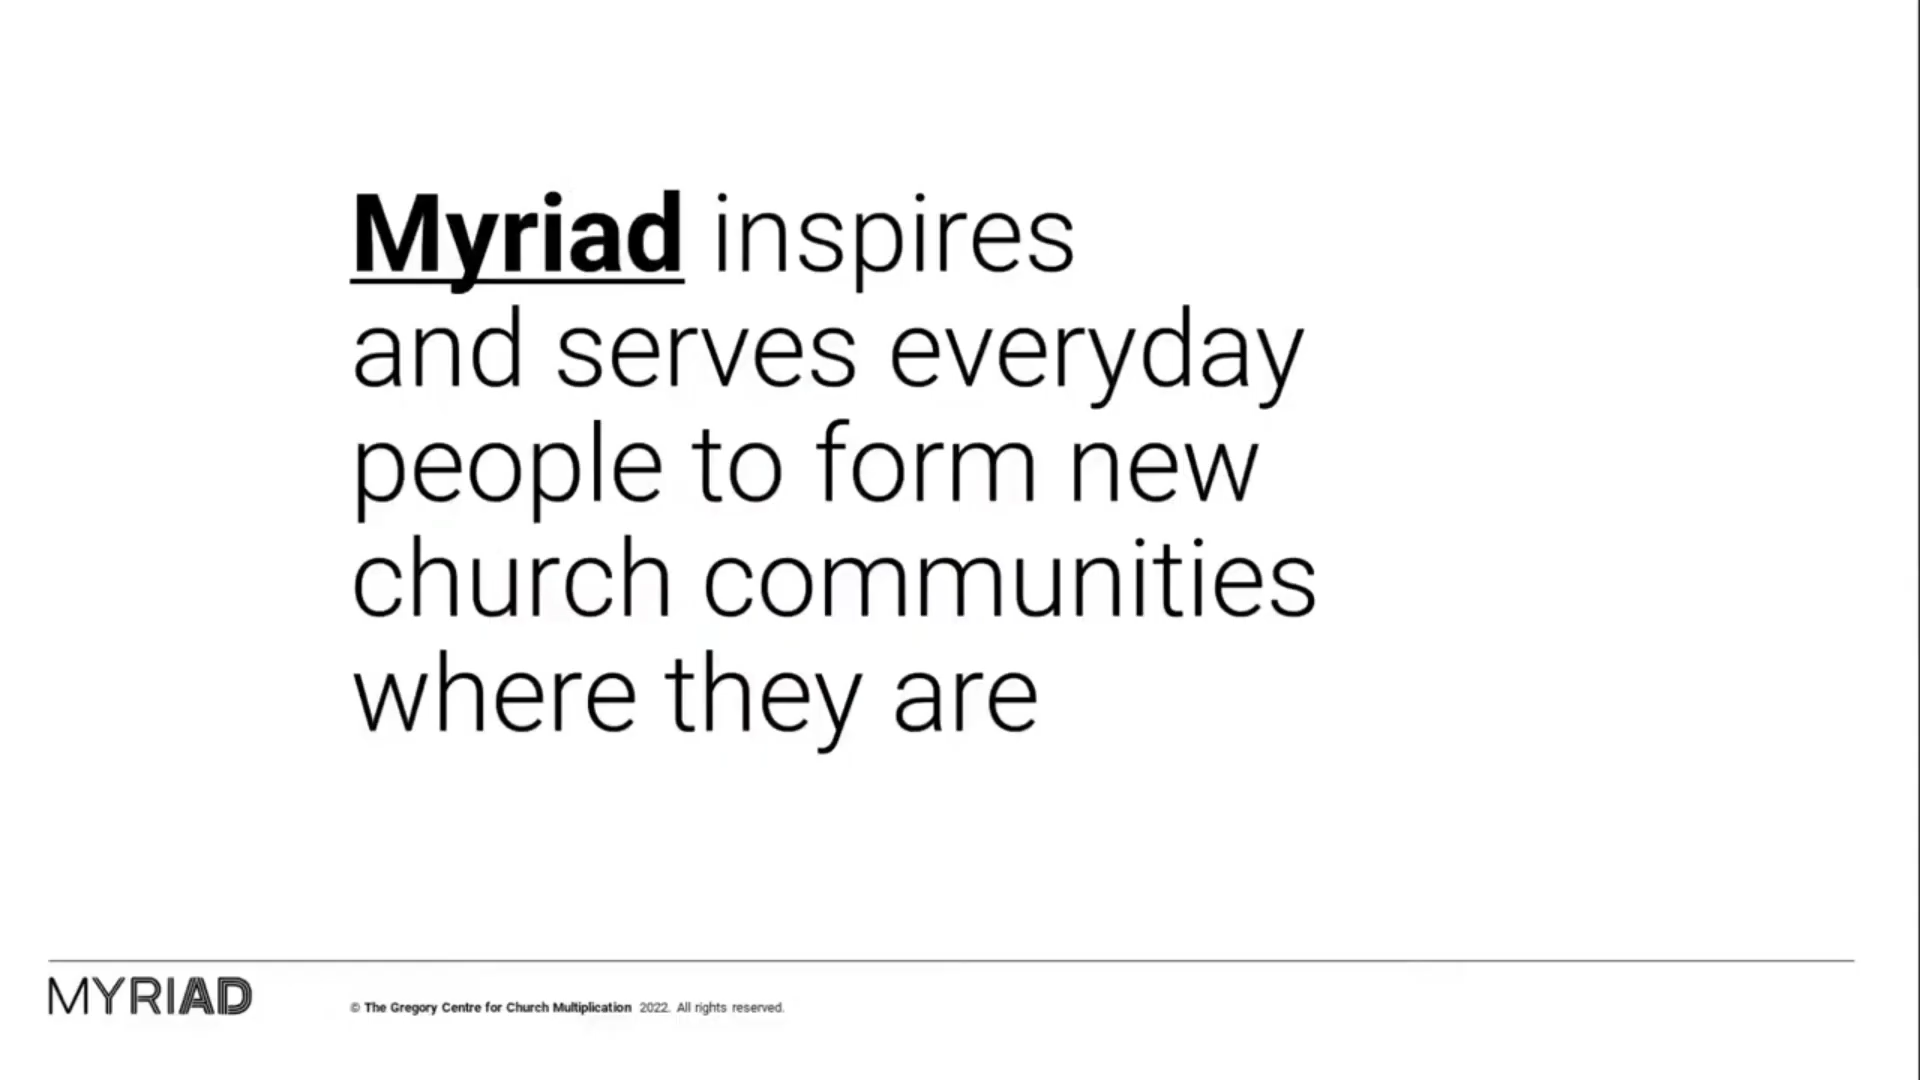 Myriad inspires
and serves everyday
people to form new
church communities
where they are
MYRIAD
© The Gregory Centre for Church Multiplication 2022. All rights reserved.